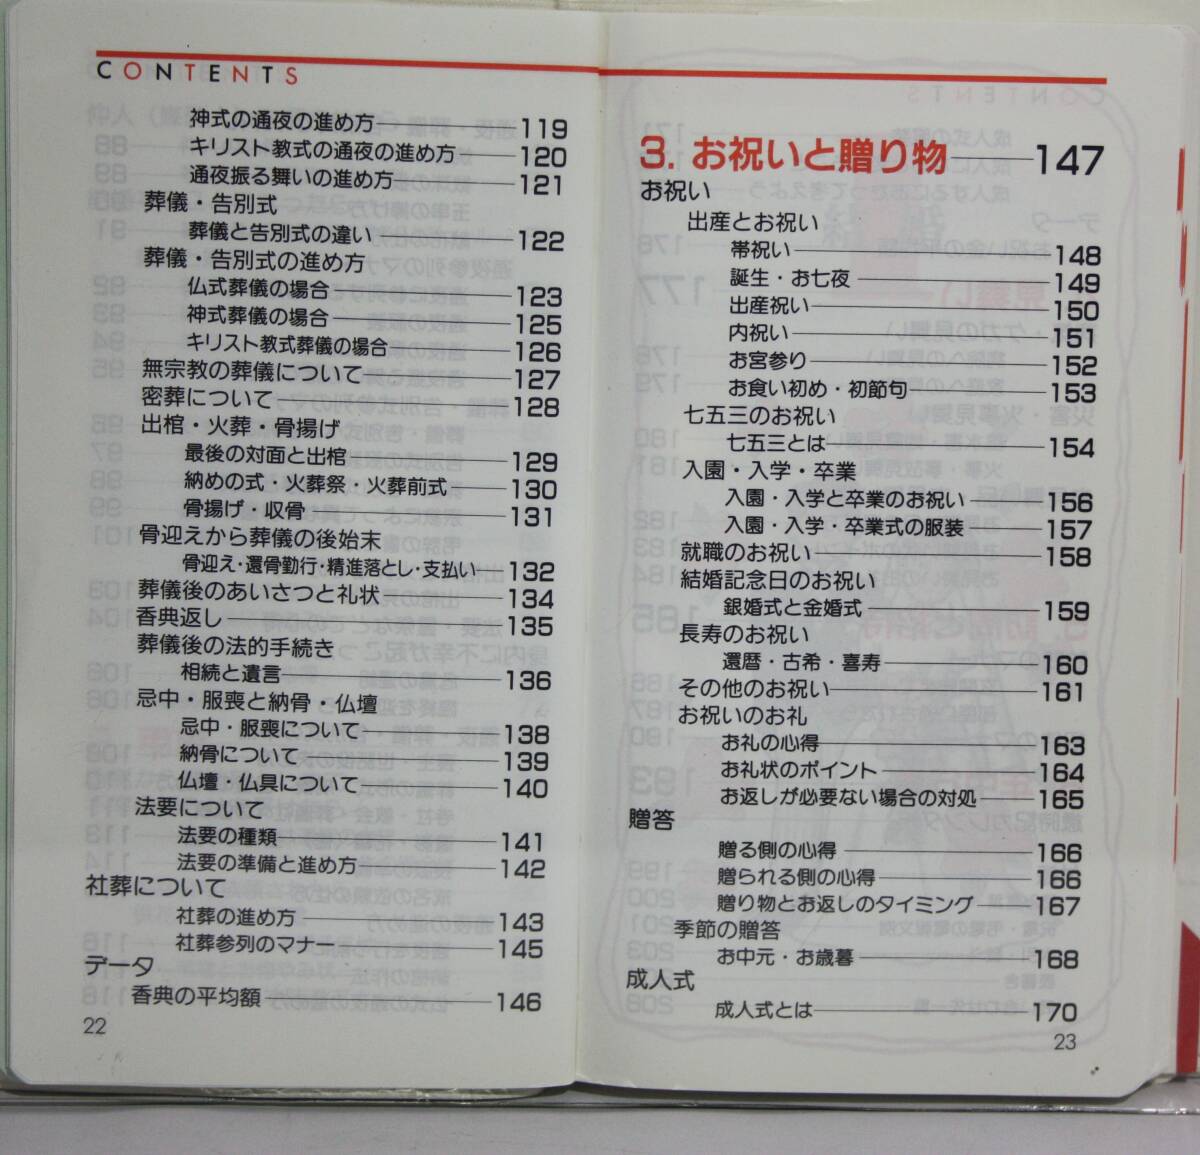 CONTENTS
神式の通夜の進め方 119
キリスト教式の通夜の進め方 120
通夜振る舞いの進め方 121
葬儀・告別式
葬儀と告別式の違い 122
葬儀・告別式の進め方
仏式葬儀の場合 123
神式葬儀の場合 125
キリスト教式葬儀の場合 126
無宗教の葬儀について 127
密葬について 128
出棺・火葬・骨揚げ
最後の対面と出棺 129
納めの式・火葬祭・火葬前式 130
骨揚げ・収骨 131
骨迎えから葬儀の後始末
骨迎え・還骨勤行・精進落とし・支払い 132
葬儀後のあいさつと礼状 134
香典返し 135
葬儀後の法的手続き
相続と遺言 136
忌中・服喪と納骨・仏壇
忌中・服喪について 138
納骨について 139
仏壇・仏具について 140
法要について
法要の種類 141
法要の準備と進め方 142
社葬について
社葬の進め方 143
社葬参列のマナー 145
データ
香典の平均額 146
22
3. お祝いと贈り物 147
お祝い
出産とお祝い
帯祝い 148
誕生・お七夜 149
出産祝い 150
内祝い 151
お宮参り 152
お食い初め・初節句 153
七五三のお祝い
七五三とは 154
入園・入学・卒業
入園・入学と卒業のお祝い 156
入園・入学・卒業式の服装 157
就職のお祝い 158
結婚記念日のお祝い
銀婚式と金婚式 159
長寿のお祝い
還暦・古希・喜寿 160
その他のお祝い 161
お祝いのお礼
お礼の心得 163
お礼状のポイント 164
お返しが必要ない場合の対処 165
贈答
贈る側の心得 166
贈られる側の心得 166
贈り物とお返しのタイミング 167
季節の贈答
お中元・お歳暮 168
成人式
成人式とは 170
23